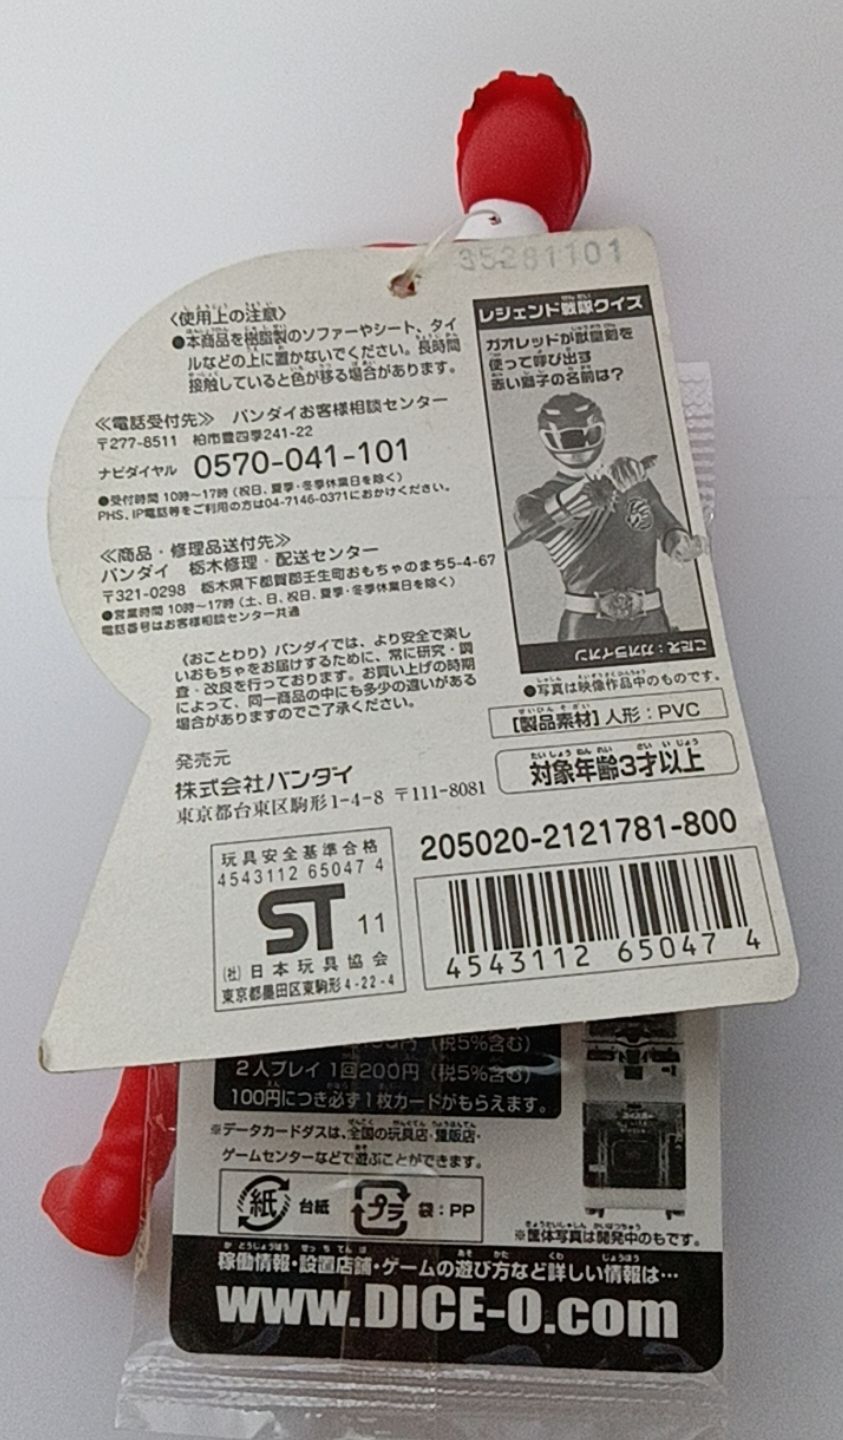 35281101
〈使用上の注意〉
●本商品を樹脂製のソファーやシート、タイ
ルなどの上に置かないでください。長時間
接触していると色が移る場合があります。
≪電話受付先≫ バンダイお客様相談センター
〒277-8511 柏市豊四季241-22
ナビダイヤル 0570-041-101
●受付時間 10時〜17時(祝日、夏季・冬季休業日を除く)
PHS、IP電話等をご利用の方は04-7146-0371におかけください。
≪商品・修理品送付先≫
バンダイ 栃木修理・配送センター
〒321-0298 栃木県下都賀郡壬生町おもちゃのまち5-4-67
●営業時間 10時〜17時(土、日、祝日、夏季・冬季休業日を除く)
電話番号はお客様相談センター共通
《おことわり》バンダイでは、より安全で楽し
いおもちゃをお届けするために、常に研究・調
査・改良を行っております。お買い上げの時期
によって、同一商品の中にも多少の違いがある
場合がありますのでご了承ください。
発売元
株式会社バンダイ
東京都台東区駒形1-4-8 〒111-8081
玩具安全基準合格
4543112 65047 4
ST 11
(社)日本玩具協会
東京都墨田区東駒形4-22-4
レジェンド戦隊クイズ
ガオレッドが獣皇剣を
使って呼び出す
赤い獅子の名前は?
こたえ:ガオライオン
●写真は映像作品中のものです。
[製品素材]人形:PVC
対象年齢3才以上
205020-2121781-800
4543112 65047 4
(税5%含む)
2人プレイ 1回200円(税5%含む)
100円につき必ず1枚カードがもらえます。
※データカードダスは、全国の玩具店・量販店・
ゲームセンターなどで遊ぶことができます。
紙 台紙 プラ 袋:PP
※筐体写真は開発中のもです。
稼働情報・設置店舗・ゲームの遊び方など詳しい情報は…
www.DICE-O.com